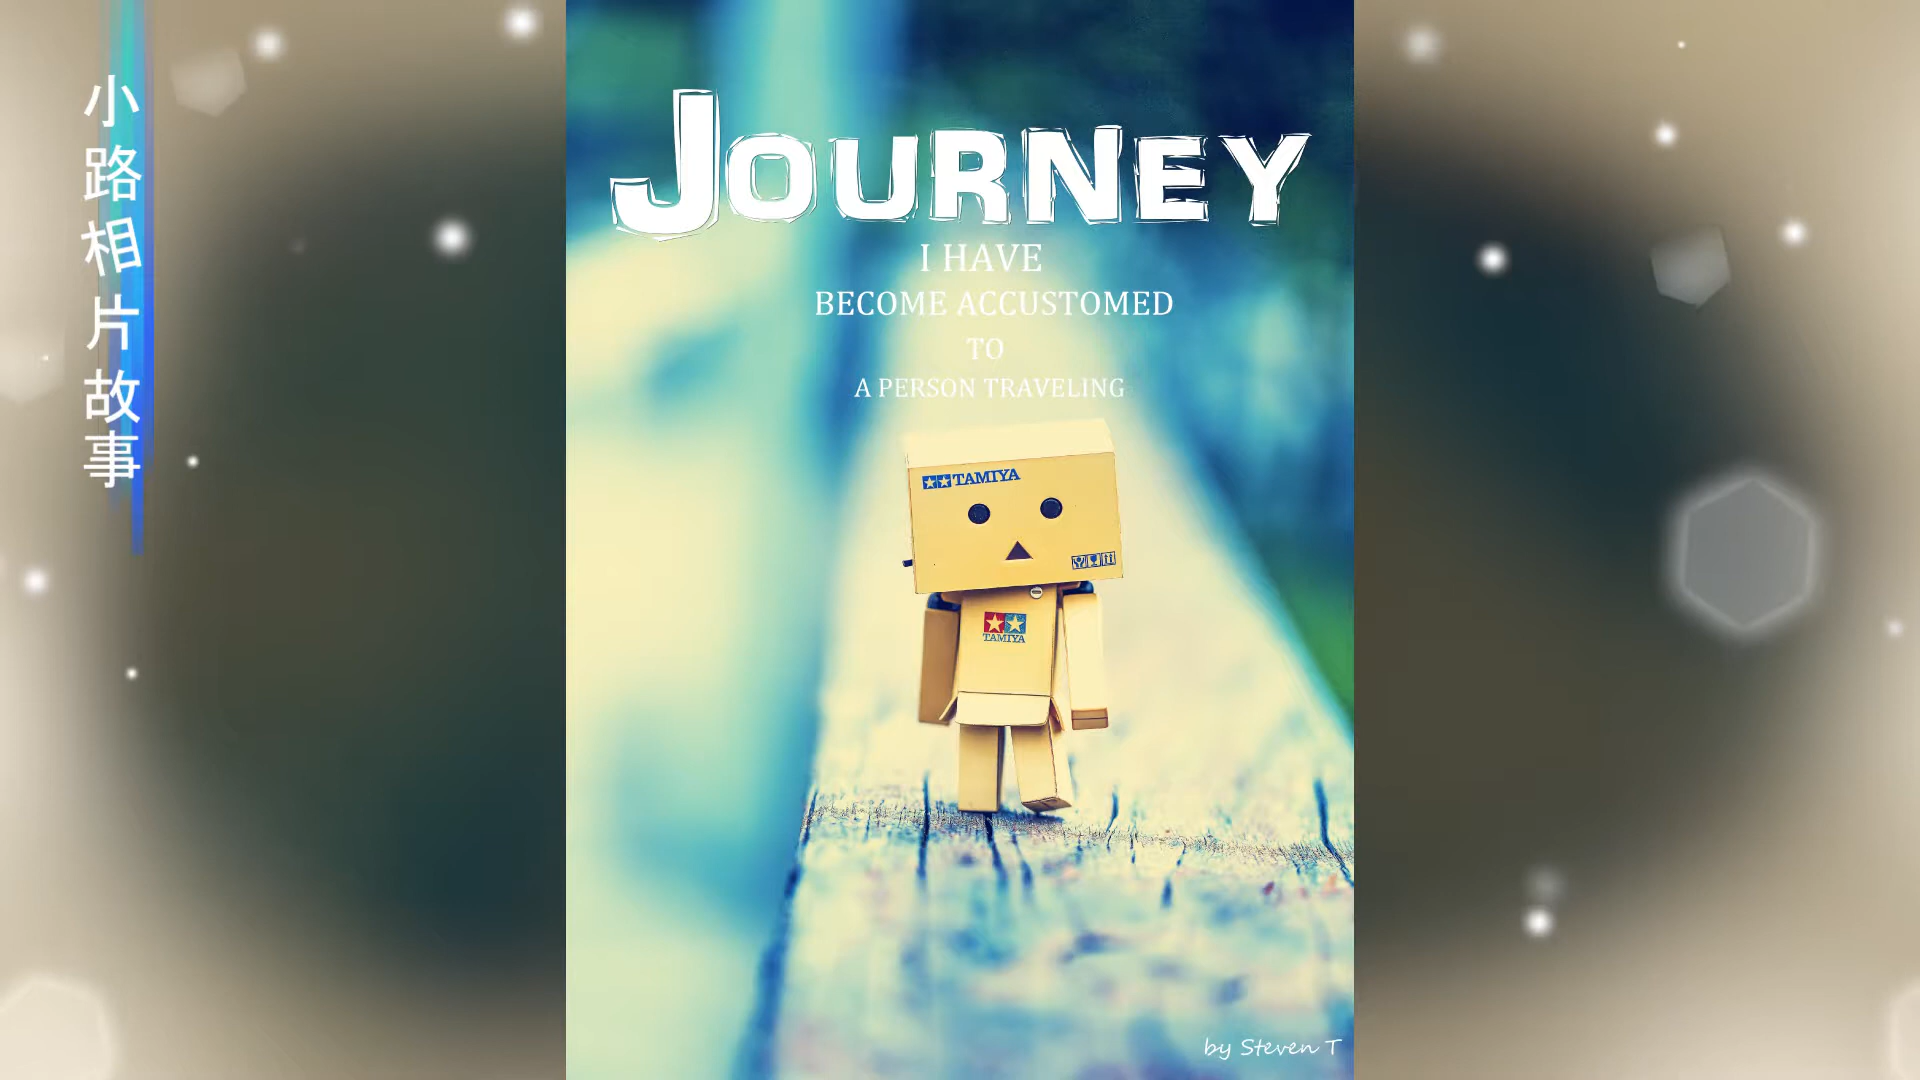 小路相片故事
JOURNEY
I HAVE
BECOME ACCUSTOMED
TO
A PERSON TRAVELING
TAMIYA
TAMIYA
by Steven T